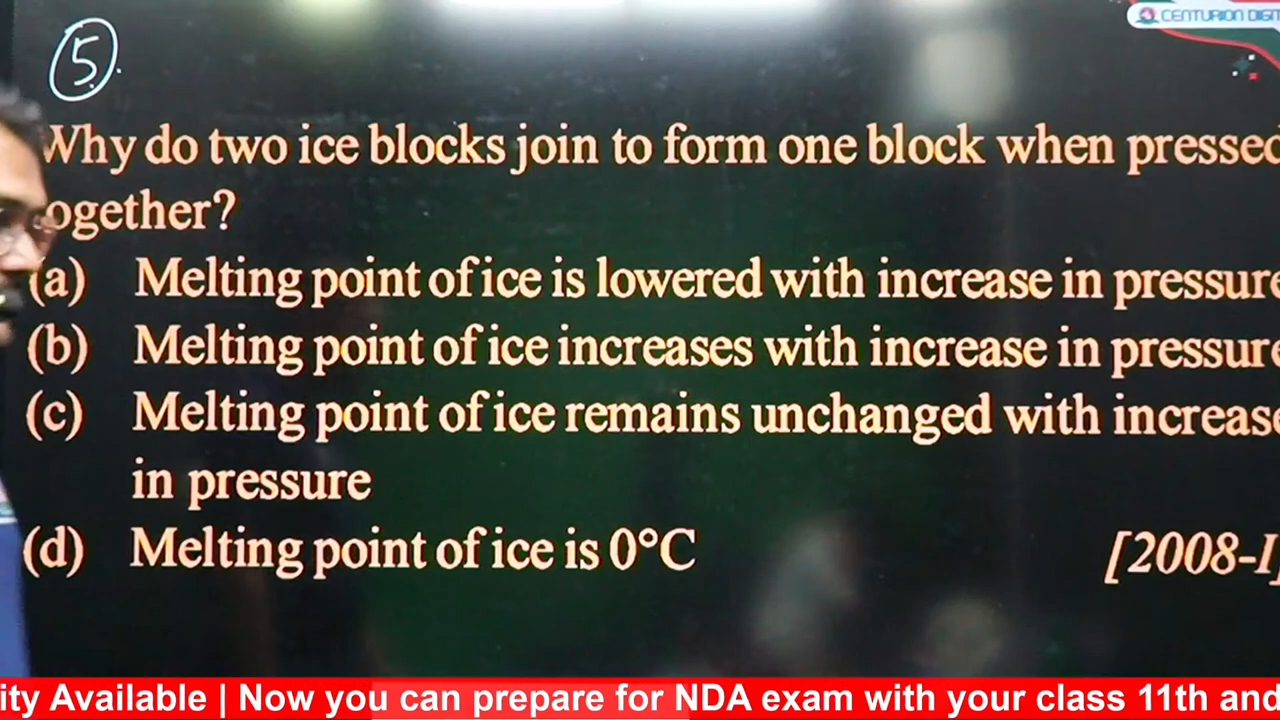 CENTURION DIGIT
5.
Why do two ice blocks join to form one block when pressed
ogether?
(a) Melting point of ice is lowered with increase in pressure
(b) Melting point of ice increases with increase in pressure
(c) Melting point of ice remains unchanged with increase
in pressure
(d) Melting point of ice is 0°C [2008-I]
ity Available | Now you can prepare for NDA exam with your class 11th and